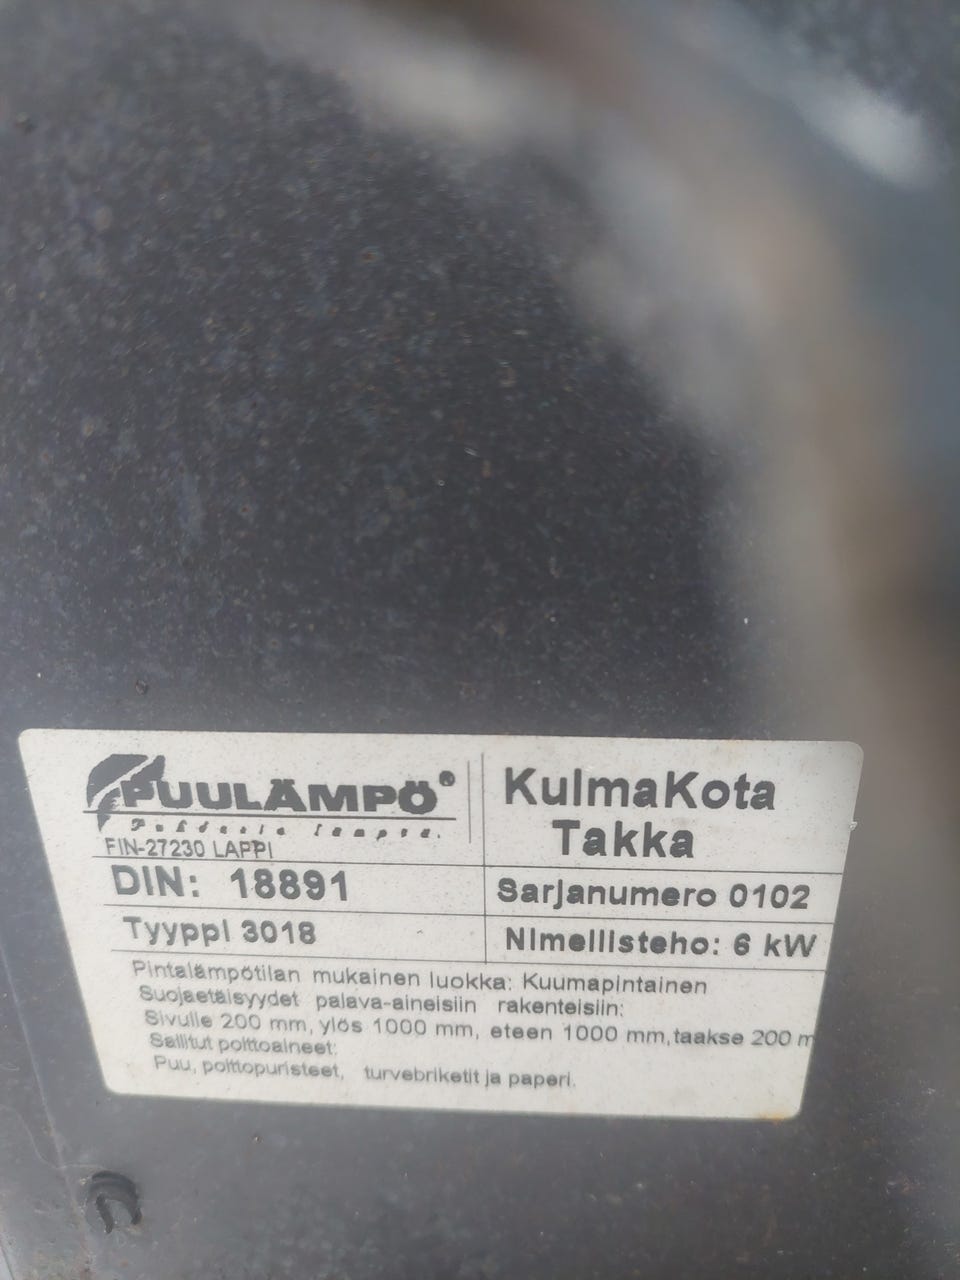 PUULÄMPÖ®
Puhdasta lämpöä.
FIN-27230 LAPPI
KulmaKota
Takka
DIN: 18891
Sarjanumero 0102
Tyyppi 3018
Nimellisteho: 6 kW
Pintalämpötilan mukainen luokka: Kuumapintainen
Suojaetäisyydet palava-aineisiin rakenteisiin:
Sivulle 200 mm, ylös 1000 mm, eteen 1000 mm, taakse 200 m
Sallitut polttoaineet:
Puu, polttopuristeet, turvebriketit ja paperi.